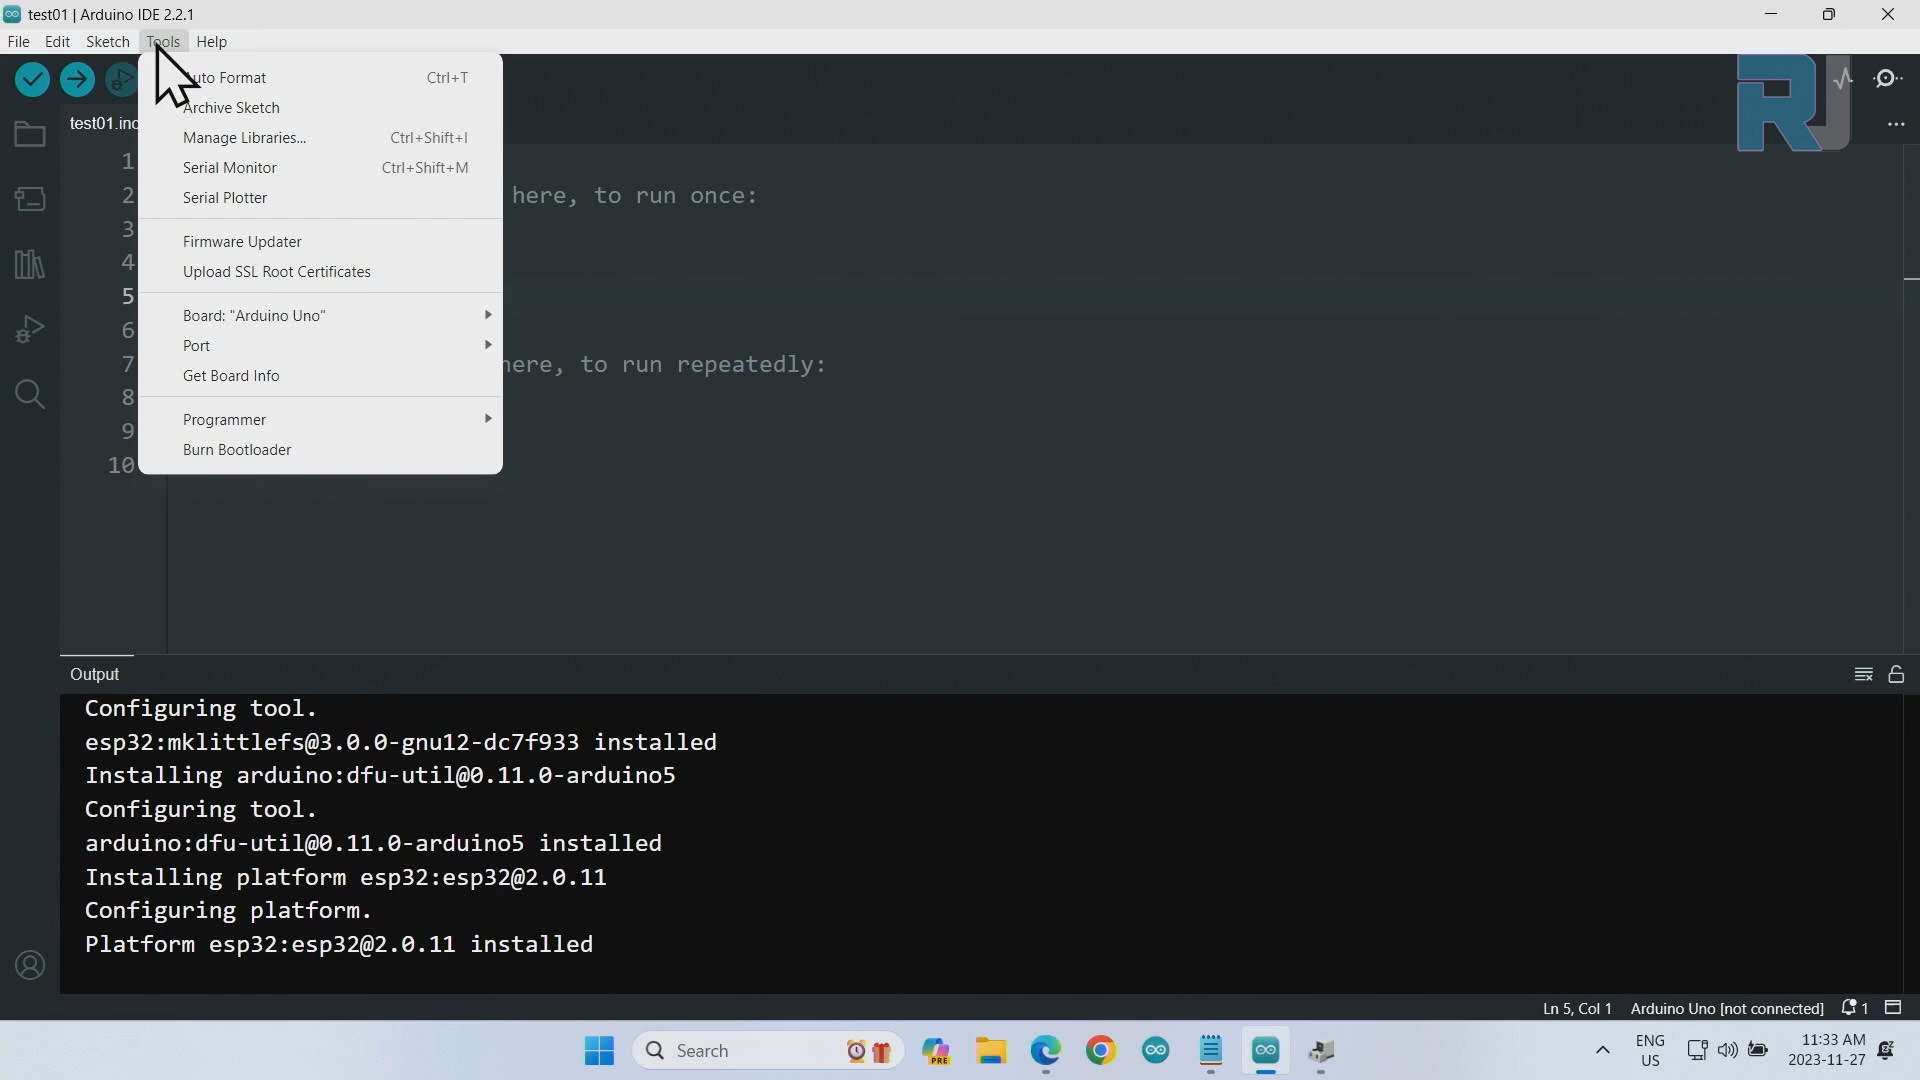 test01 | Arduino IDE 2.2.1
File Edit Sketch Tools Help
Auto Format Ctrl+T
Archive Sketch
Manage Libraries... Ctrl+Shift+I
Serial Monitor Ctrl+Shift+M
Serial Plotter
Firmware Updater
Upload SSL Root Certificates
Board: "Arduino Uno"
Port
Get Board Info
Programmer
Burn Bootloader
RJ
test01.ino
1
2 here, to run once:
3
4
5
6
7 here, to run repeatedly:
8
9
10
Output
Configuring tool.
esp32:mklittlefs@3.0.0-gnu12-dc7f933 installed
Installing arduino:dfu-util@0.11.0-arduino5
Configuring tool.
arduino:dfu-util@0.11.0-arduino5 installed
Installing platform esp32:esp32@2.0.11
Configuring platform.
Platform esp32:esp32@2.0.11 installed
Ln 5, Col 1 Arduino Uno [not connected] 1
Search
PRE
ENG
US
11:33 AM
2023-11-27